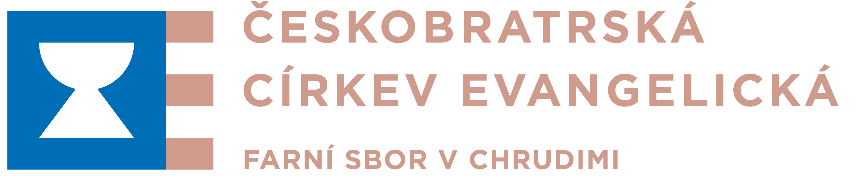 ČESKOBRATRSKÁ
CÍRKEV EVANGELICKÁ
FARNÍ SBOR V CHRUDIMI